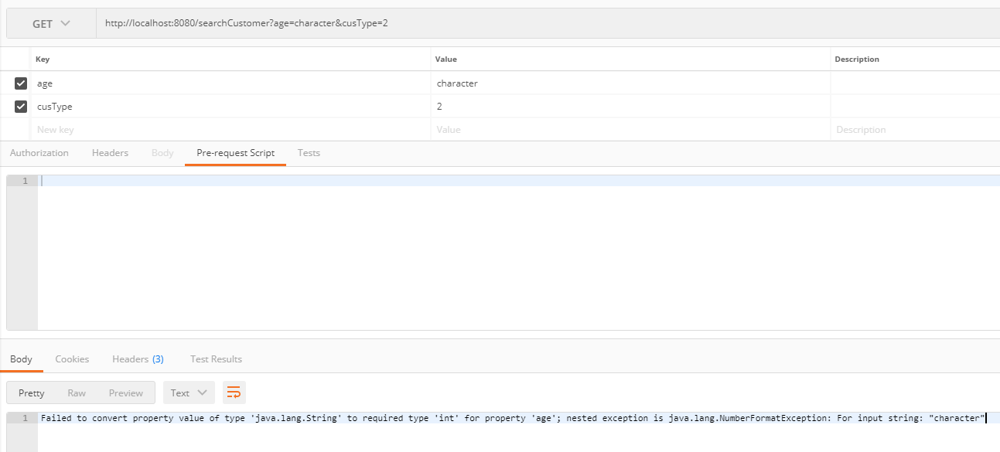 GET http://localhost:8080/searchCustomer?age=character&cusType=2
Key Value Description
age character
cusType 2
New key Value Description
Authorization Headers Body Pre-request Script Tests
1
Body Cookies Headers (3) Test Results
Pretty Raw Preview Text
1 Failed to convert property value of type 'java.lang.String' to required type 'int' for property 'age'; nested exception is java.lang.NumberFormatException: For input string: "character"